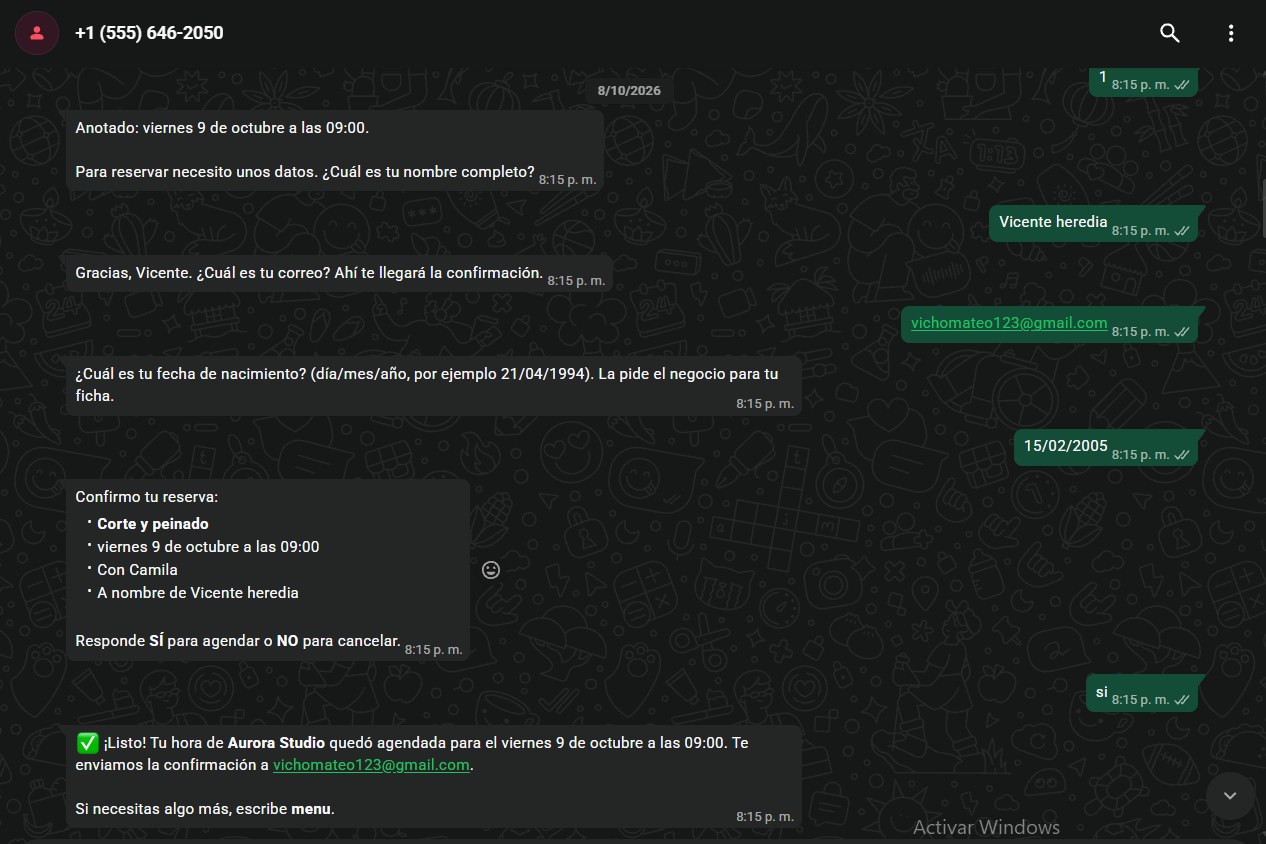 +1 (555) 646-2050
1 8:15 p. m.
8/10/2026
Anotado: viernes 9 de octubre a las 09:00.
Para reservar necesito unos datos. ¿Cuál es tu nombre completo? 8:15 p. m.
Vicente heredia 8:15 p. m.
Gracias, Vicente. ¿Cuál es tu correo? Ahí te llegará la confirmación. 8:15 p. m.
vichomateo123@gmail.com 8:15 p. m.
¿Cuál es tu fecha de nacimiento? (día/mes/año, por ejemplo 21/04/1994). La pide el negocio para tu
ficha.
8:15 p. m.
15/02/2005 8:15 p. m.
Confirmo tu reserva:
· Corte y peinado
· viernes 9 de octubre a las 09:00
· Con Camila
· A nombre de Vicente heredia
Responde SÍ para agendar o NO para cancelar. 8:15 p. m.
si 8:15 p. m.
✅ ¡Listo! Tu hora de Aurora Studio quedó agendada para el viernes 9 de octubre a las 09:00. Te
enviamos la confirmación a vichomateo123@gmail.com.
Si necesitas algo más, escribe menu.
8:15 p. m.
Activar Windows